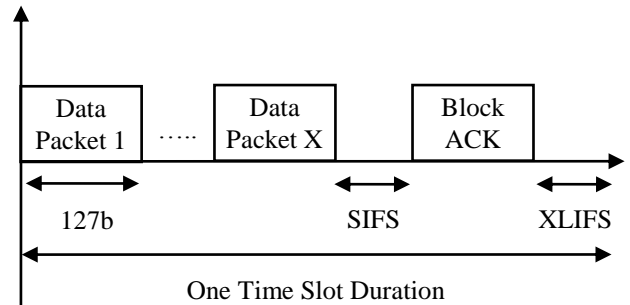 Data
Packet 1
.....
Data
Packet X
Block
ACK
127b
SIFS
XLIFS
One Time Slot Duration